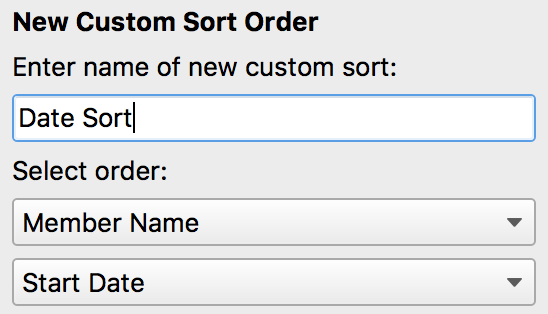 New Custom Sort Order
Enter name of new custom sort:
Date Sort
Select order:
Member Name
Start Date